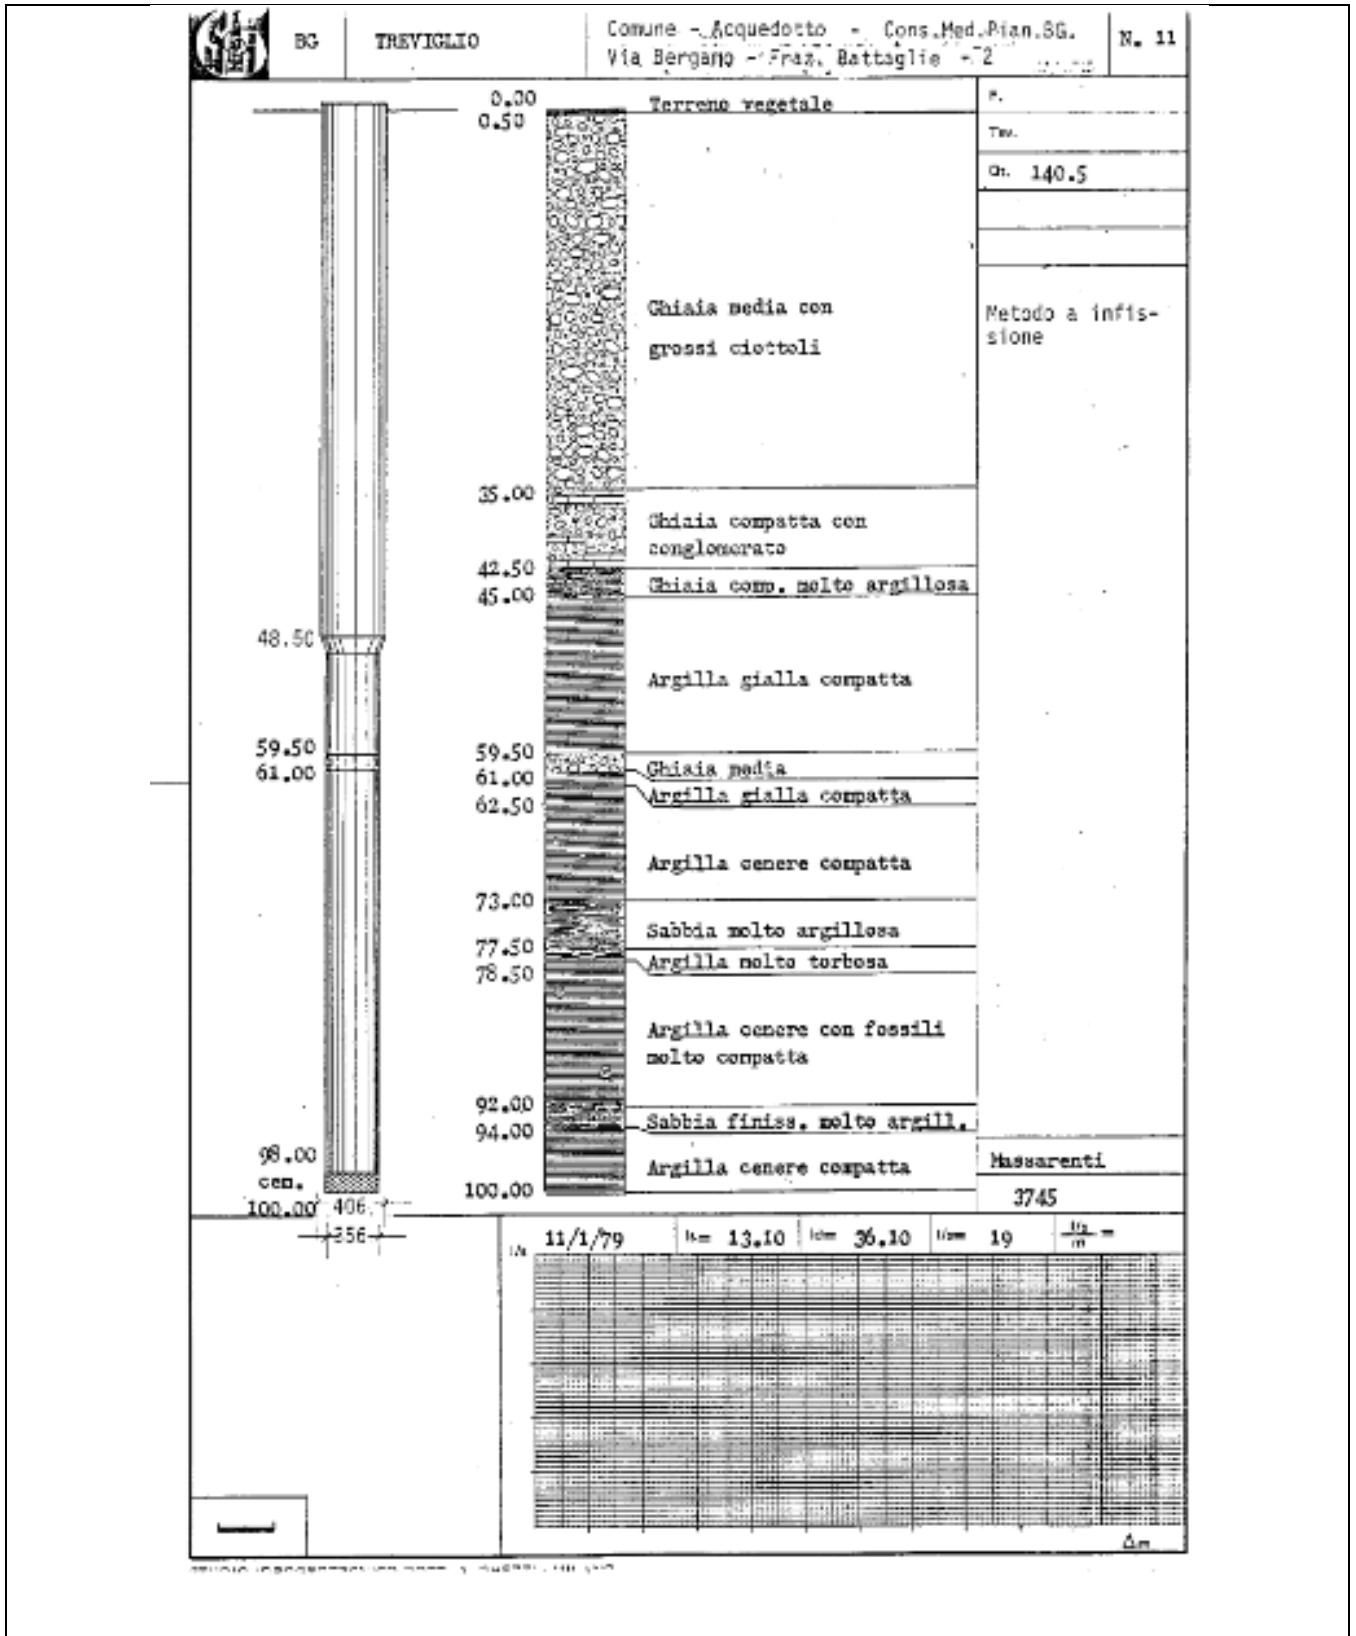 BG
TREVIGLIO
Comune - Acquedotto - Cons.Med.Pian.BG.
Via Bergamo - Fraz. Battaglie - 2
N. 11
0.00
0.50
Terreno vegetale
P.
Tav.
Qt. 140.5
Metodo a infis-
sione
Ghiaia media con
grossi ciottoli
35.00
Ghiaia compatta con
conglomerato
42.50
45.00
Ghiaia comp. molto argillosa
48.50
Argilla gialla compatta
59.50
61.00
59.50
61.00
62.50
Ghiaia media
Argilla gialla compatta
Argilla cenere compatta
73.00
Sabbia molto argillosa
77.50
78.50
Argilla molto torbosa
Argilla cenere con fossili
molto compatta
92.00
94.00
Sabbia finiss. molto argill.
Argilla cenere compatta
98.00
cem.
100.00
100.00
406
356
Massarenti
3745
l/s
11/1/79
ls= 13.10
ld= 36.10
l/s= 19
l/s
m
=
Δm